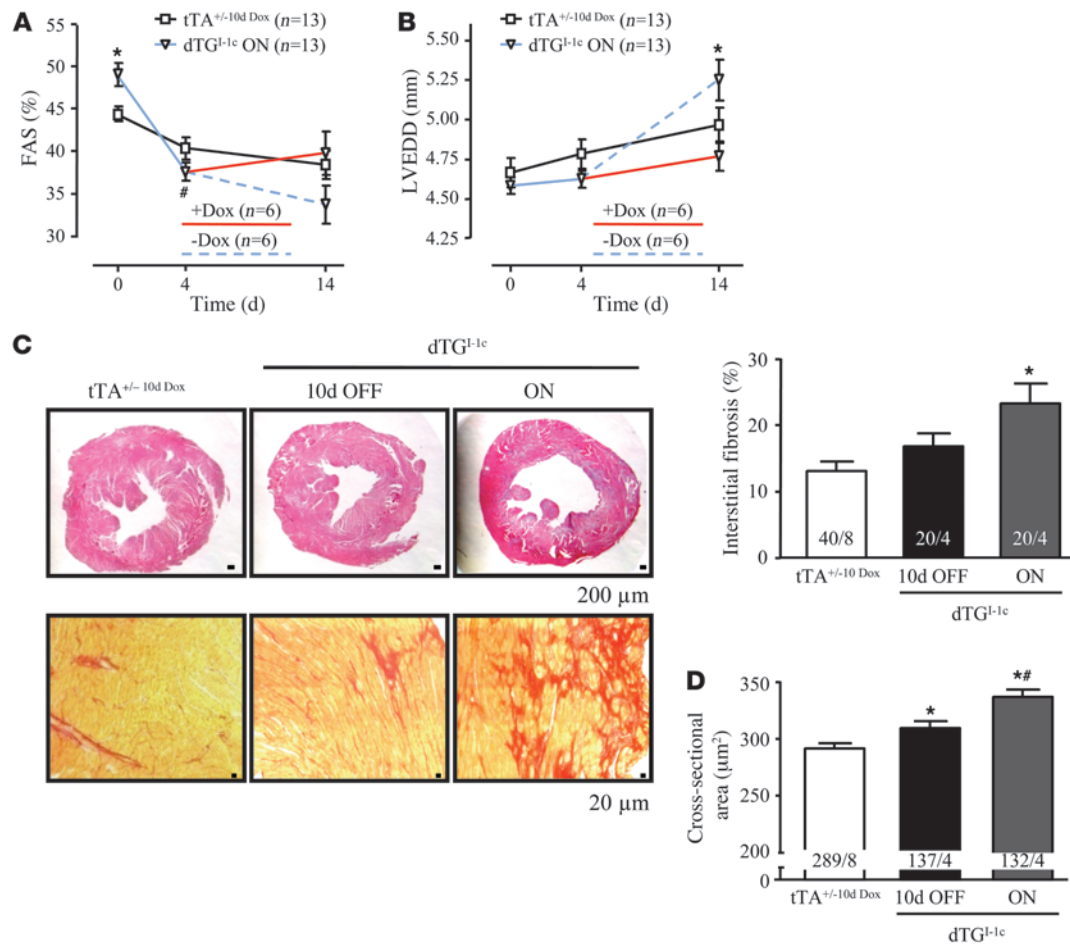 A
tTA+/-10d Dox (n=13)
dTGI-1c ON (n=13)
FAS (%)
55
50
45
40
35
30
*
#
+Dox (n=6)
-Dox (n=6)
0 4 14
Time (d)
B
tTA+/-10d Dox (n=13)
dTGI-1c ON (n=13)
LVEDD (mm)
5.50
5.25
5.00
4.75
4.50
4.25
*
+Dox (n=6)
-Dox (n=6)
0 4 14
Time (d)
C
dTGI-1c
tTA+/− 10d Dox
10d OFF
ON
200 µm
20 µm
Interstitial fibrosis (%)
30
20
10
0
*
40/8 20/4 20/4
tTA+/-10 Dox 10d OFF ON
dTGI-1c
D
Cross-sectional
area (µm2)
350
300
250
200
0
* *#
289/8 137/4 132/4
tTA+/-10d Dox 10d OFF ON
dTGI-1c